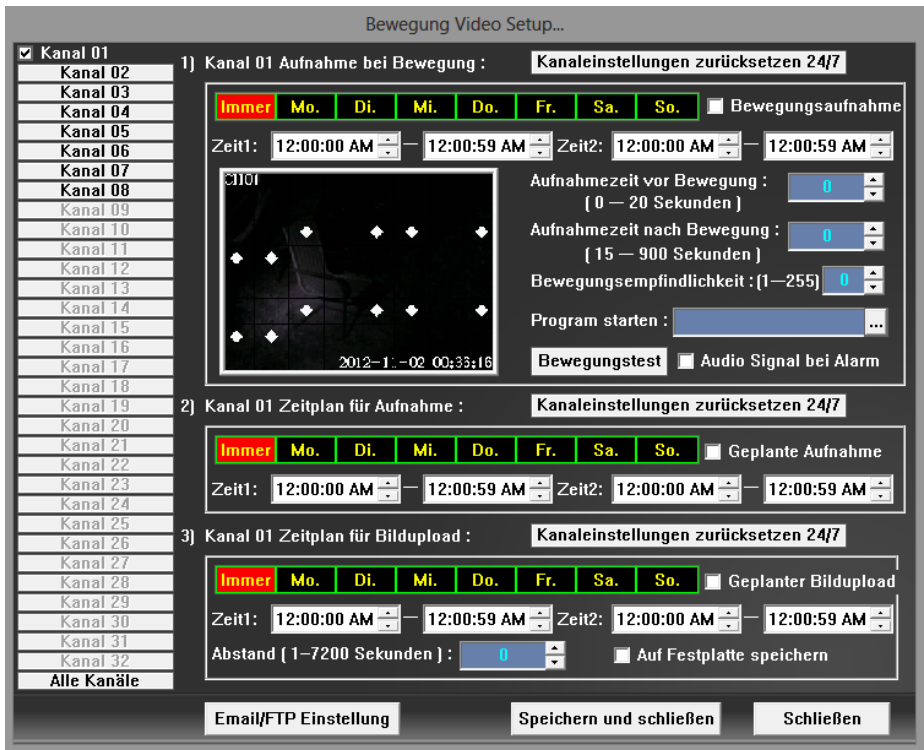 Bewegung Video Setup...
Kanal 01
Kanal 02
Kanal 03
Kanal 04
Kanal 05
Kanal 06
Kanal 07
Kanal 08
Kanal 09
Kanal 10
Kanal 11
Kanal 12
Kanal 13
Kanal 14
Kanal 15
Kanal 16
Kanal 17
Kanal 18
Kanal 19
Kanal 20
Kanal 21
Kanal 22
Kanal 23
Kanal 24
Kanal 25
Kanal 26
Kanal 27
Kanal 28
Kanal 29
Kanal 30
Kanal 31
Kanal 32
Alle Kanäle
1) Kanal 01 Aufnahme bei Bewegung : Kanaleinstellungen zurücksetzen 24/7
Immer Mo. Di. Mi. Do. Fr. Sa. So. Bewegungsaufnahme
Zeit1: 12:00:00 AM — 12:00:59 AM Zeit2: 12:00:00 AM — 12:00:59 AM
CH01
2012-11-02 00:33:16
Aufnahmezeit vor Bewegung : 0
( 0 — 20 Sekunden )
Aufnahmezeit nach Bewegung : 0
( 15 — 900 Sekunden )
Bewegungsempfindlichkeit :(1—255) 0
Program starten : ...
Bewegungstest Audio Signal bei Alarm
2) Kanal 01 Zeitplan für Aufnahme : Kanaleinstellungen zurücksetzen 24/7
Immer Mo. Di. Mi. Do. Fr. Sa. So. Geplante Aufnahme
Zeit1: 12:00:00 AM — 12:00:59 AM Zeit2: 12:00:00 AM — 12:00:59 AM
3) Kanal 01 Zeitplan für Bildupload : Kanaleinstellungen zurücksetzen 24/7
Immer Mo. Di. Mi. Do. Fr. Sa. So. Geplanter Bildupload
Zeit1: 12:00:00 AM — 12:00:59 AM Zeit2: 12:00:00 AM — 12:00:59 AM
Abstand ( 1-7200 Sekunden ) : 0 Auf Festplatte speichern
Email/FTP Einstellung Speichern und schließen Schließen